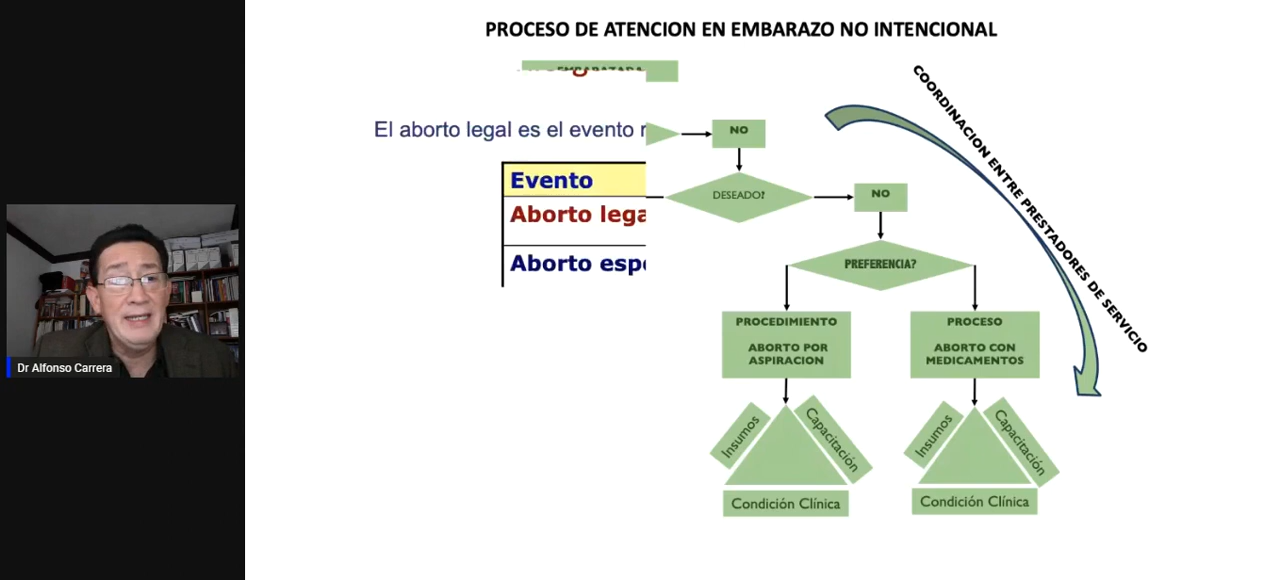 PROCESO DE ATENCION EN EMBARAZO NO INTENCIONAL
El aborto legal es el evento
Evento
Aborto lega
Aborto espo
NO
DESEADO?
NO
PREFERENCIA?
PROCEDIMIENTO
ABORTO POR
ASPIRACION
PROCESO
ABORTO CON
MEDICAMENTOS
Insumos
Capacitación
Condición Clínica
Insumos
Capacitación
Condición Clínica
COORDINACION ENTRE PRESTADORES DE SERVICIO
Dr Alfonso Carrera